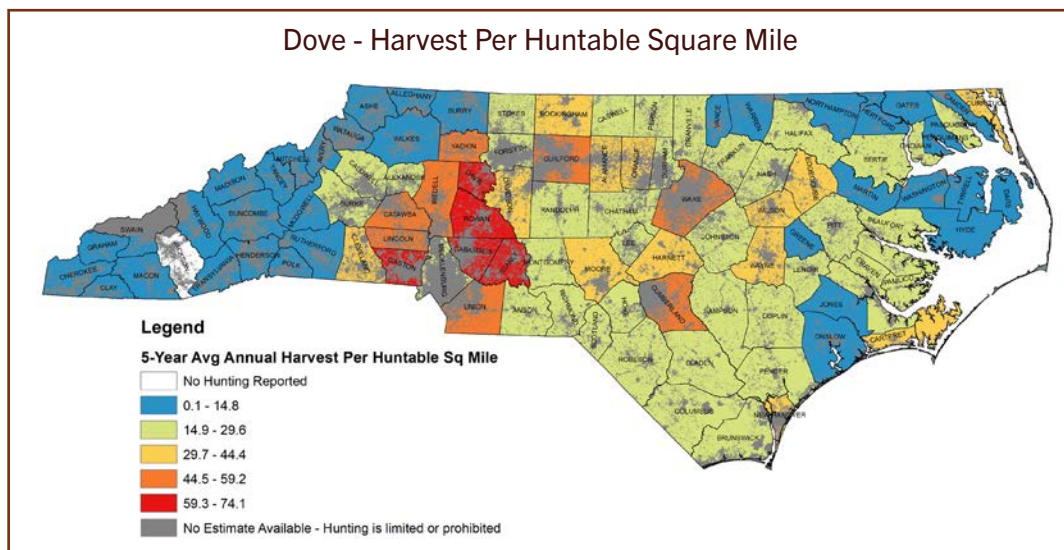 Dove - Harvest Per Huntable Square Mile
ALLEGHANY
ASHE
SURRY
STOKES
ROCKINGHAM
CASWELL
PERSON
GRANVILLE
VANCE
WARREN
NORTHAMPTON
HERTFORD
GATES
CAMDEN
CURRITUCK
WATAUGA
WILKES
YADKIN
FORSYTH
GUILFORD
ALAMANCE
ORANGE
DURHAM
FRANKLIN
HALIFAX
BERTIE
CHOWAN
PERQUIMANS
PASQUOTANK
MITCHELL
AVERY
YANCEY
MADISON
CALDWELL
ALEXANDER
IREDELL
DAVIE
DAVIDSON
RANDOLPH
CHATHAM
WAKE
NASH
EDGECOMBE
MARTIN
WASHINGTON
TYRRELL
DARE
BURKE
CATAWBA
ROWAN
WILSON
SWAIN
HAYWOOD
BUNCOMBE
MCDOWELL
LINCOLN
CABARRUS
MONTGOMERY
MOORE
LEE
HARNETT
JOHNSTON
WAYNE
GREENE
PITT
BEAUFORT
HYDE
GRAHAM
CHEROKEE
CLAY
MACON
TRANSYLVANIA
HENDERSON
POLK
RUTHERFORD
CLEVELAND
GASTON
MECKLENBURG
UNION
ANSON
RICHMOND
SCOTLAND
HOKE
CUMBERLAND
SAMPSON
DUPLIN
LENOIR
CRAVEN
PAMLICO
JONES
ONSLOW
CARTERET
ROBESON
BLADEN
PENDER
COLUMBUS
NEW HANOVER
BRUNSWICK
Legend
5-Year Avg Annual Harvest Per Huntable Sq Mile
No Hunting Reported
0.1 - 14.8
14.9 - 29.6
29.7 - 44.4
44.5 - 59.2
59.3 - 74.1
No Estimate Available - Hunting is limited or prohibited